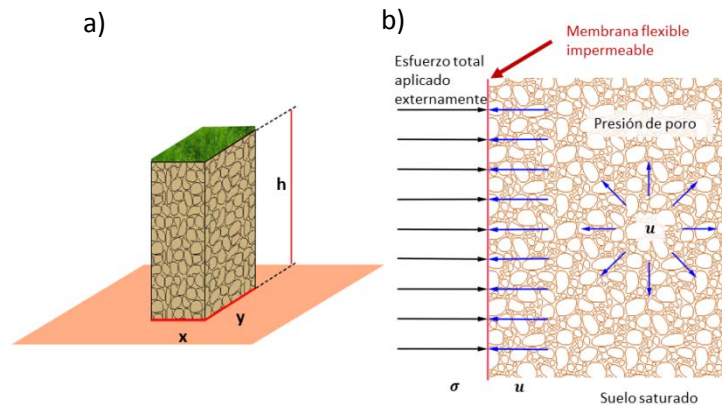 a)
h
x
y
b)
Membrana flexible
impermeable
Esfuerzo total
aplicado
externamente
Presión de poro
u
σ
u
Suelo saturado